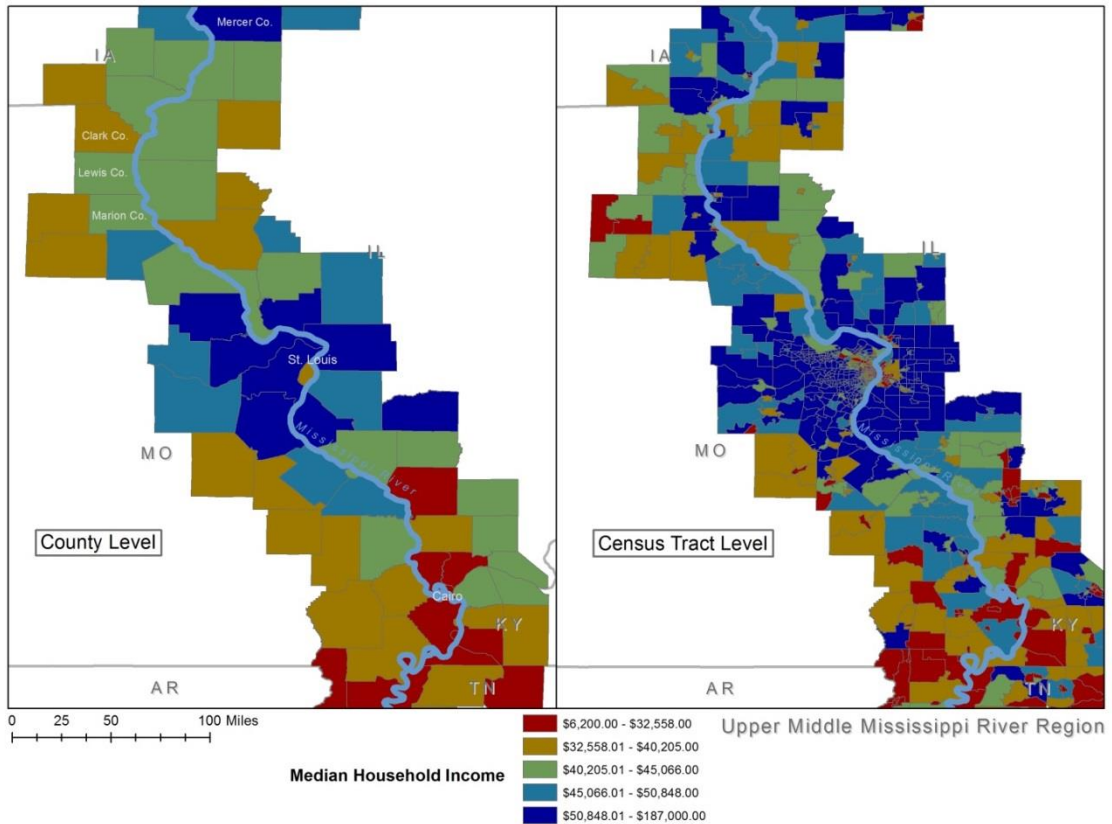 Mercer Co.
IA
Clark Co.
Lewis Co.
Marion Co.
IL
St. Louis
Mississippi River
MO
County Level
Cairo
KY
AR
TN
IA
IL
Mississippi River
MO
Census Tract Level
KY
AR
TN
0 25 50 100 Miles
Upper Middle Mississippi River Region
Median Household Income
$6,200.00 - $32,558.00
$32,558.01 - $40,205.00
$40,205.01 - $45,066.00
$45,066.01 - $50,848.00
$50,848.01 - $187,000.00